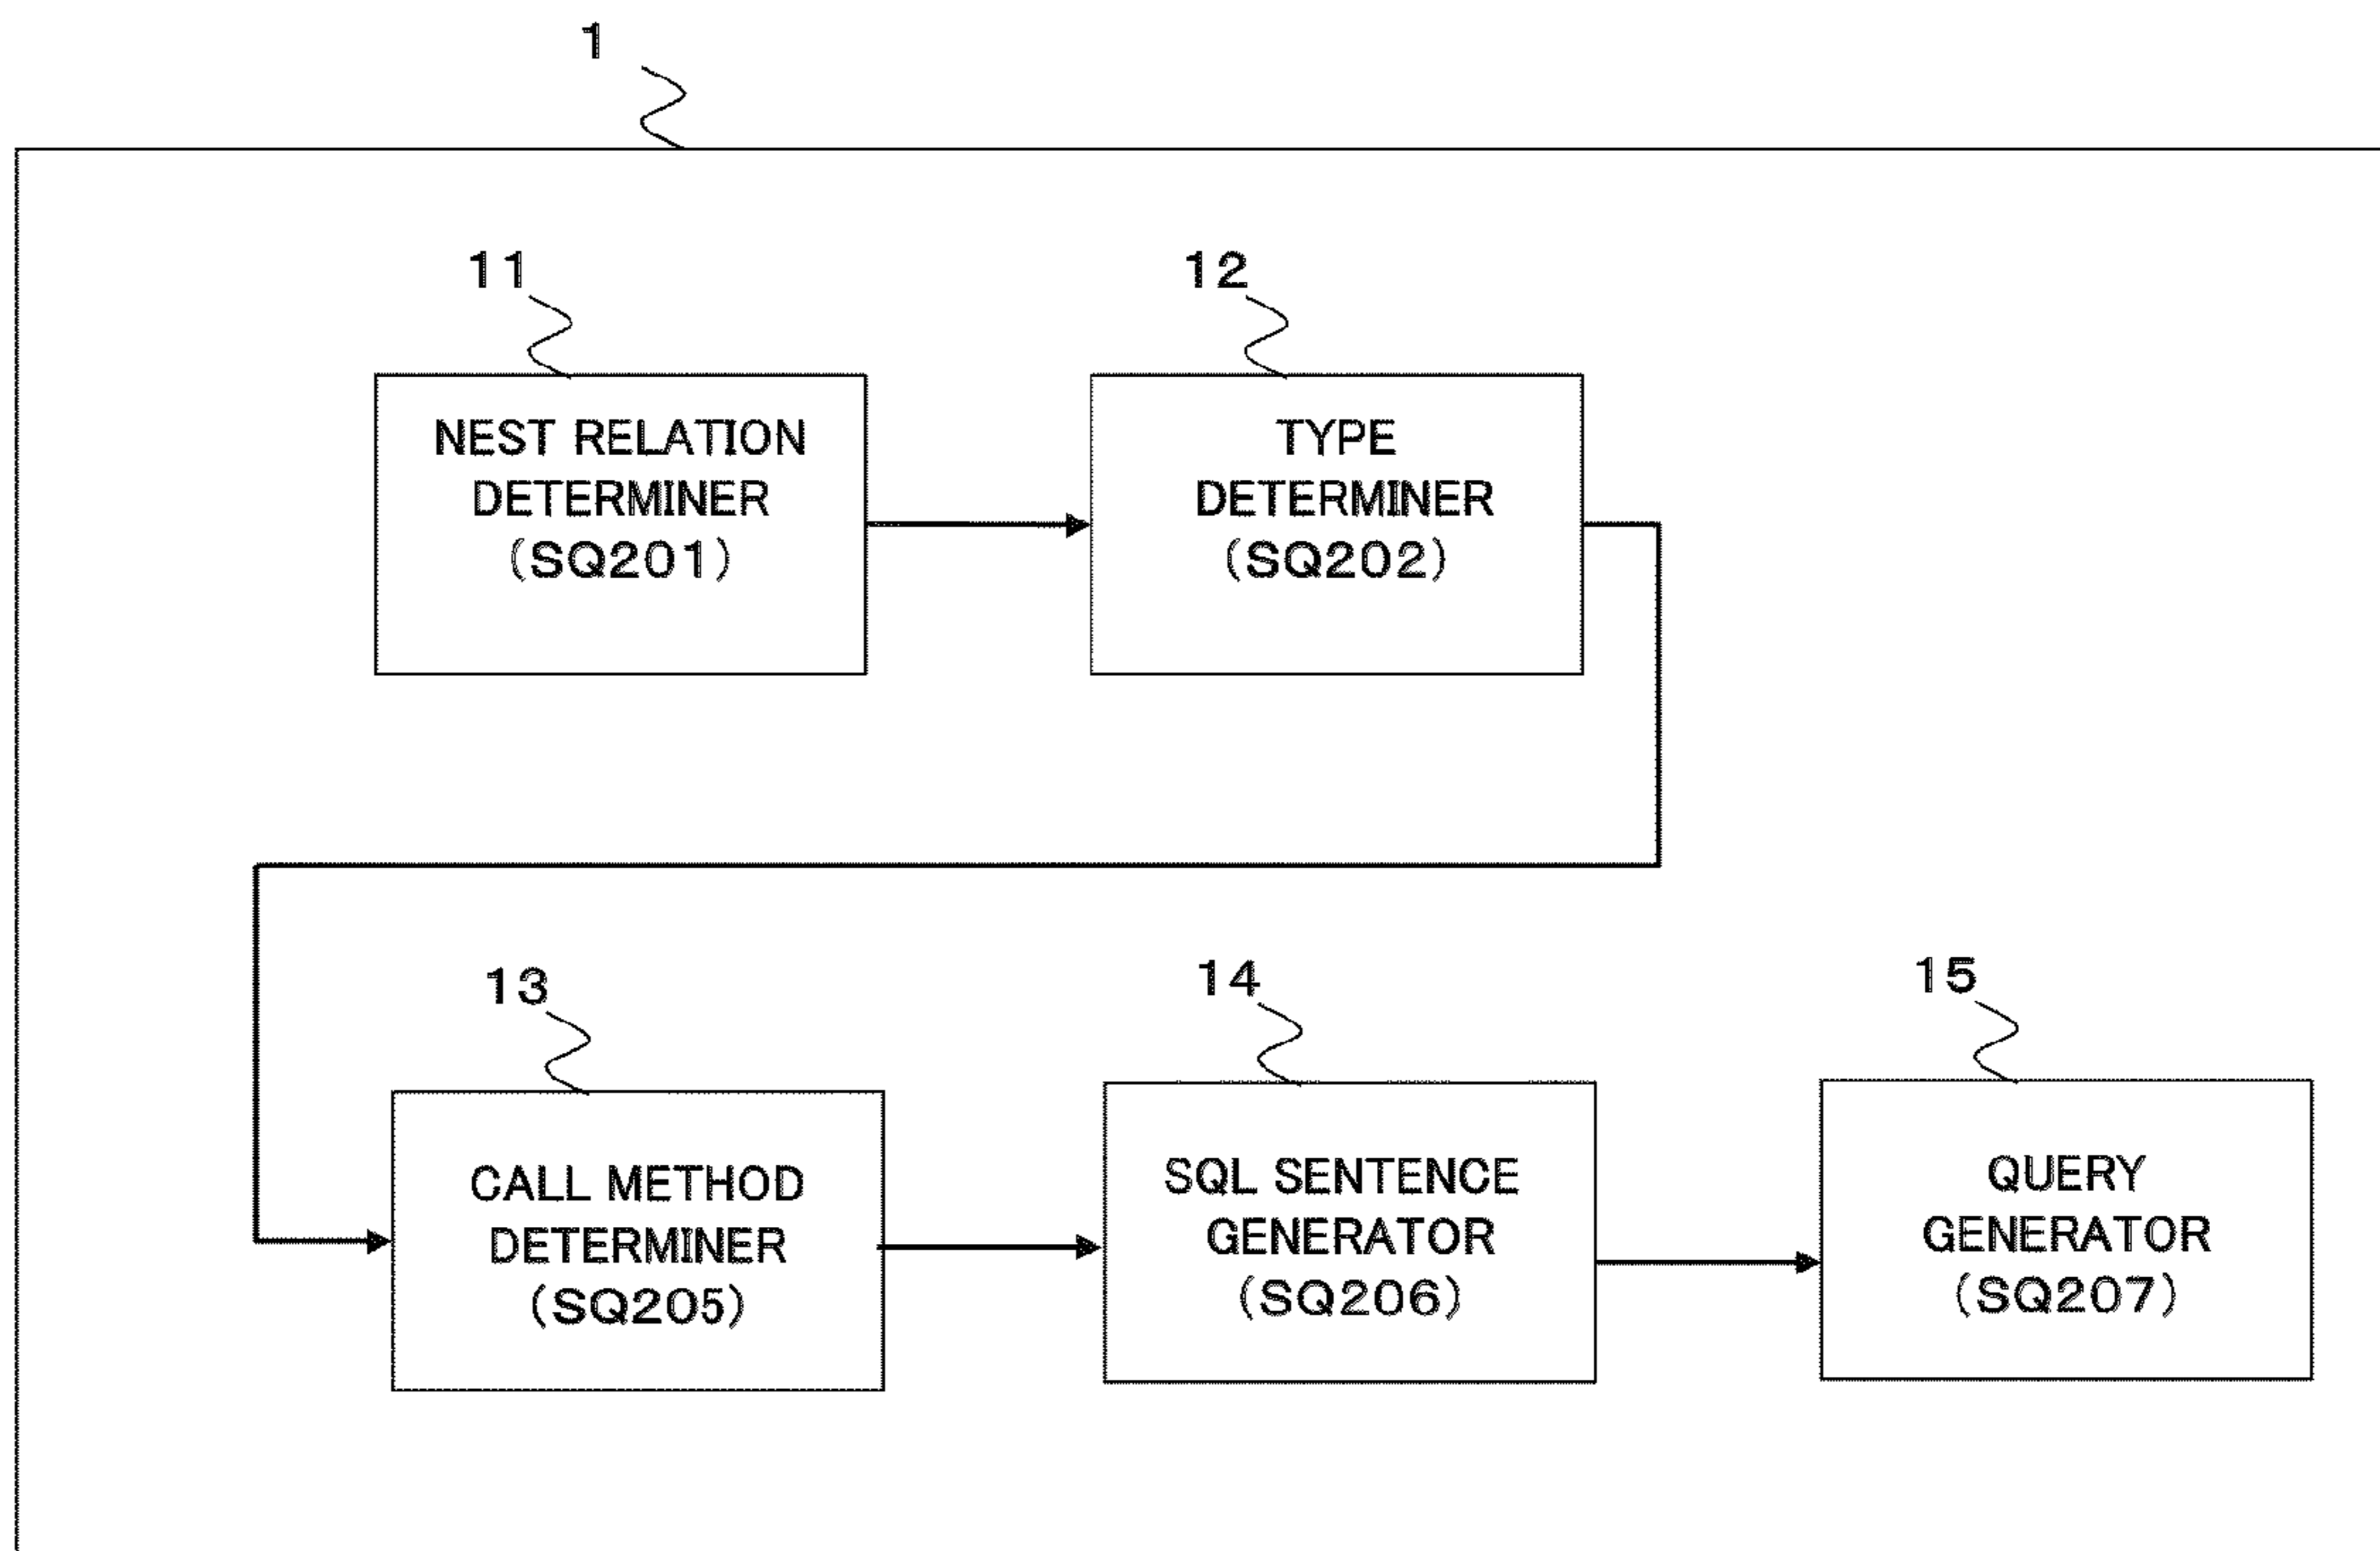 1
11
NEST RELATION
DETERMINER
(SQ201)
12
TYPE
DETERMINER
(SQ202)
13
CALL METHOD
DETERMINER
(SQ205)
14
SQL SENTENCE
GENERATOR
(SQ206)
15
QUERY
GENERATOR
(SQ207)